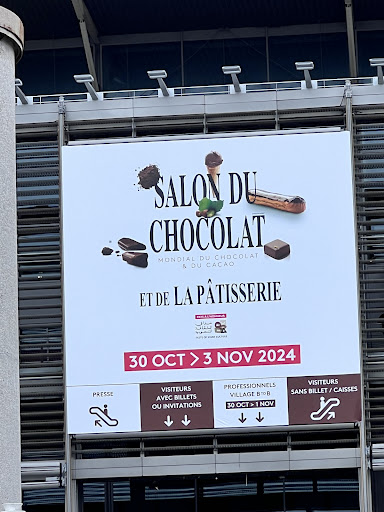 SALON DU
CHOCOLAT
MONDIAL DU CHOCOLAT
& DU CACAO
ET DE LA PÂTISSERIE
30 OCT > 3 NOV 2024
PRESSE
VISITEURS
AVEC BILLETS
OU INVITATIONS
PROFESSIONNELS
VILLAGE BTOB
30 OCT > 1 NOV
VISITEURS
SANS BILLET / CAISSES